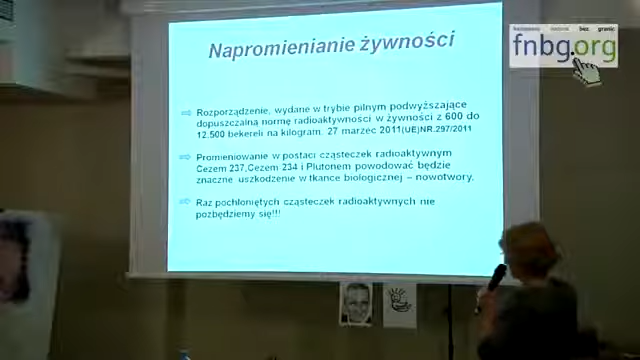 bez granic
fnbg.org
Napromienianie żywności
Rozporządzenie, wydane w trybie pilnym podwyższające
dopuszczalną normę radioaktywności w żywności z 600 do
12.500 bekereli na kilogram. 27 marzec 2011(UE)NR.297/2011
Promieniowanie w postaci cząsteczek radioaktywnym
Cezem 237,Cezem 234 i Plutonem powodować będzie
znaczne uszkodzenie w tkance biologicznej – nowotwory.
Raz pochłoniętych cząsteczek radioaktywnych nie
pozbędziemy się!!!